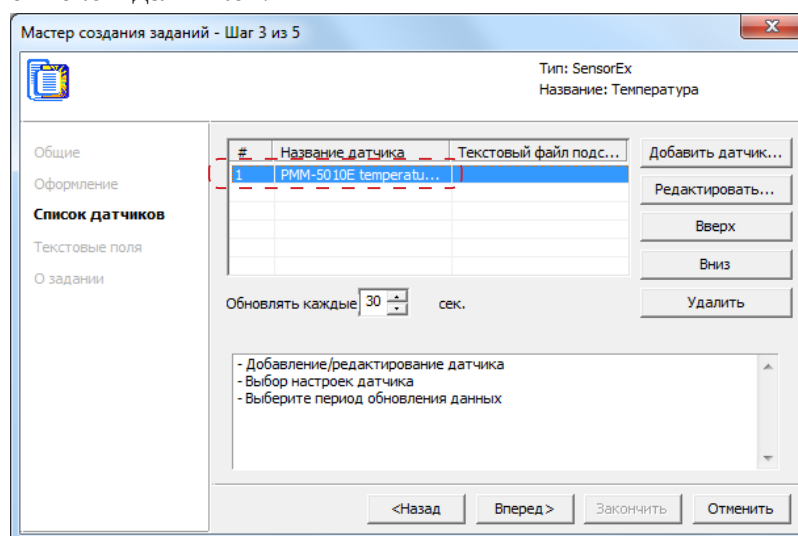 Мастер создания заданий - Шаг 3 из 5
Тип: SensorEx
Название: Температура
Общие
Оформление
Список датчиков
Текстовые поля
О задании
# Название датчика Текстовый файл подс...
1 PMM-5010E temperatu...
Добавить датчик...
Редактировать...
Вверх
Вниз
Удалить
Обновлять каждые 30 сек.
- Добавление/редактирование датчика
- Выбор настроек датчика
- Выберите период обновления данных
<Назад Вперед> Закончить Отменить